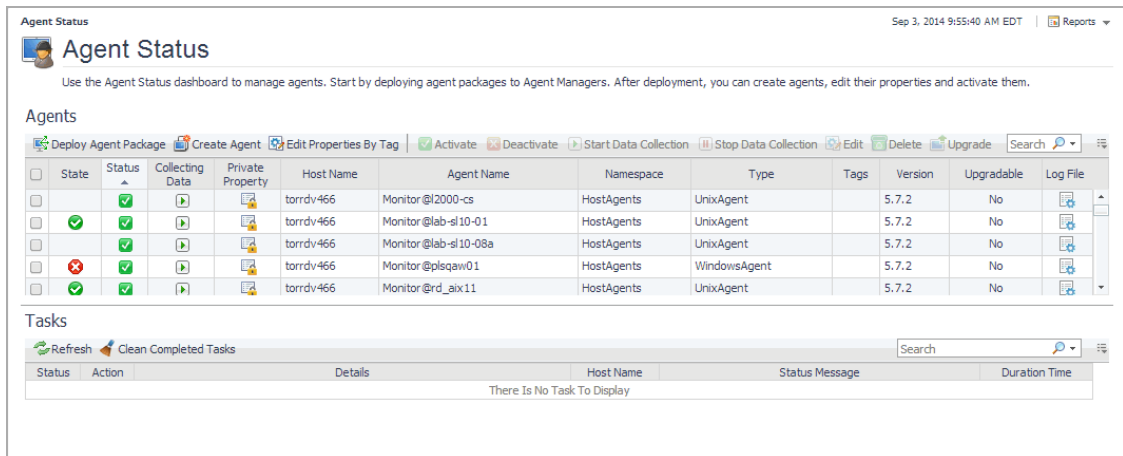 Agent Status
Sep 3, 2014 9:55:40 AM EDT Reports
Agent Status
Use the Agent Status dashboard to manage agents. Start by deploying agent packages to Agent Managers. After deployment, you can create agents, edit their properties and activate them.
Agents
Deploy Agent Package Create Agent Edit Properties By Tag Activate Deactivate Start Data Collection Stop Data Collection Edit Delete Upgrade Search
State Status Collecting Data Private Property Host Name Agent Name Namespace Type Tags Version Upgradable Log File
torrdv466 Monitor@l2000-cs HostAgents UnixAgent 5.7.2 No
torrdv466 Monitor@lab-sl10-01 HostAgents UnixAgent 5.7.2 No
torrdv466 Monitor@lab-sl10-08a HostAgents UnixAgent 5.7.2 No
torrdv466 Monitor@plsqaw01 HostAgents WindowsAgent 5.7.2 No
torrdv466 Monitor@rd_aix11 HostAgents UnixAgent 5.7.2 No
Tasks
Refresh Clean Completed Tasks Search
Status Action Details Host Name Status Message Duration Time
There Is No Task To Display